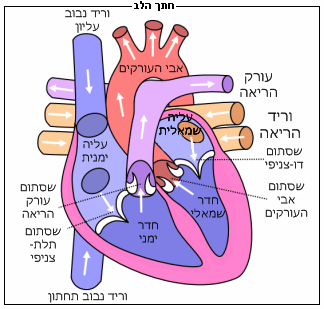 חתך הלב
וריד נבוב
עליון
אבי העורקים
עורק
הריאה
וריד
הריאה
עליה
שמאלית
עליה
ימנית
שסתום
דו-צניפי
שסתום
אבי
העורקים
שסתום
עורק
הריאה
שסתום
תלת-
צניפי
חדר
שמאלי
חדר
ימני
וריד נבוב תחתון